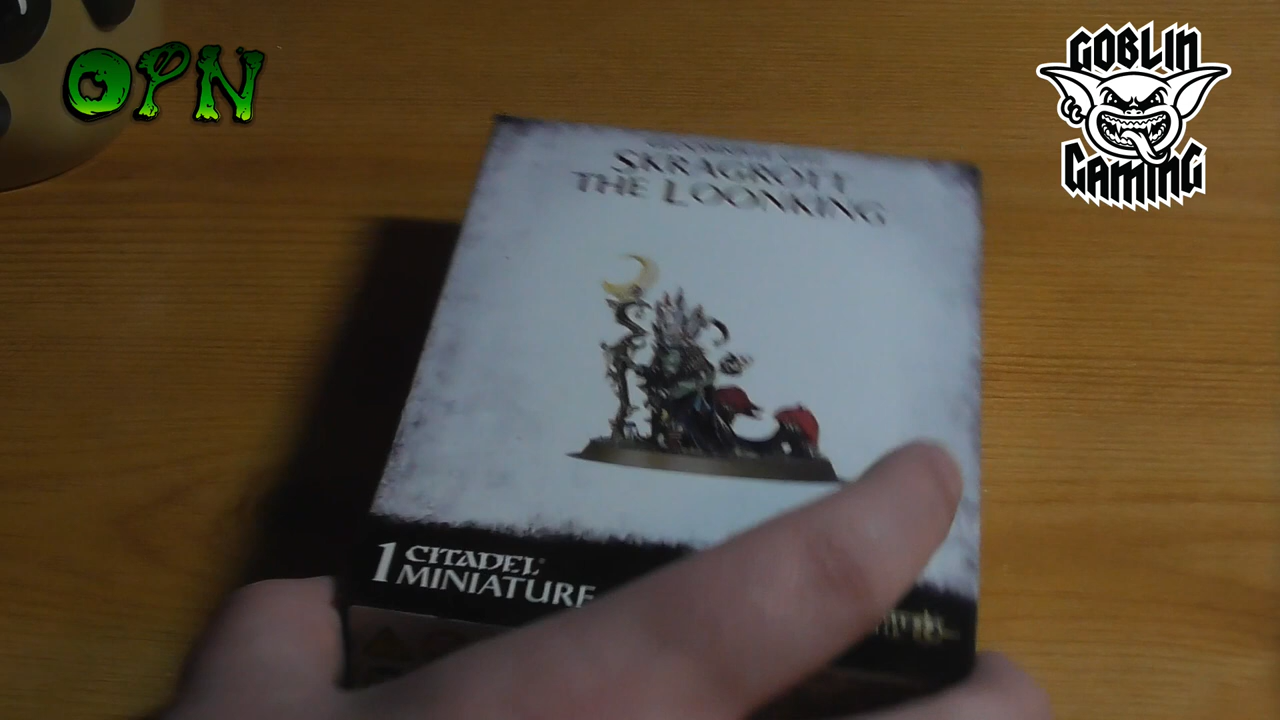 OPN
GOBLIN
GAMING
SKRAGROTT
THE LOONKING
1 CITADEL®
MINIATURE